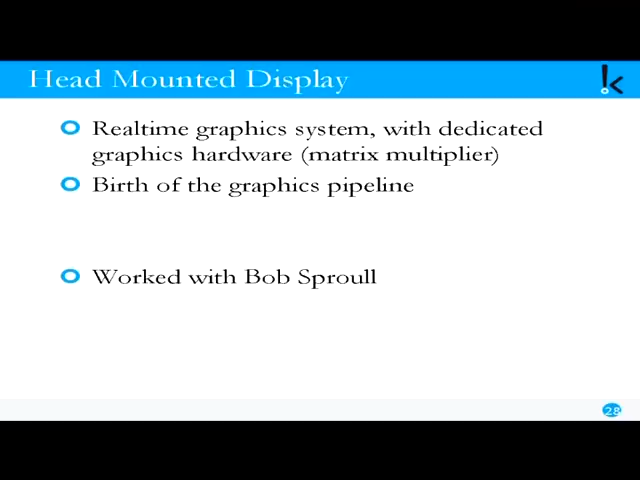 Head Mounted Display
Realtime graphics system, with dedicated
graphics hardware (matrix multiplier)
Birth of the graphics pipeline
Worked with Bob Sproull
28